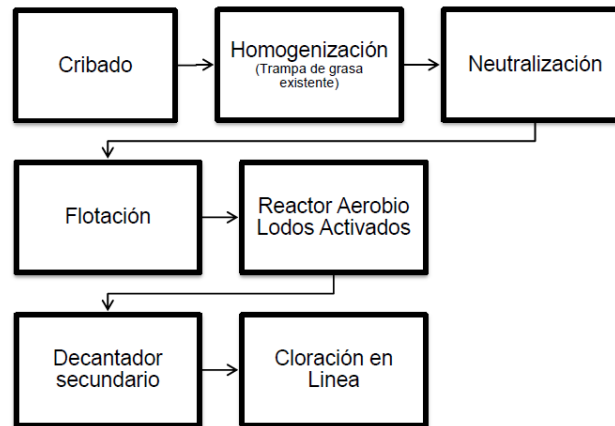 Cribado
Homogenización
(Trampa de grasa
existente)
Neutralización
Flotación
Reactor Aerobio
Lodos Activados
Decantador
secundario
Cloración en
Linea